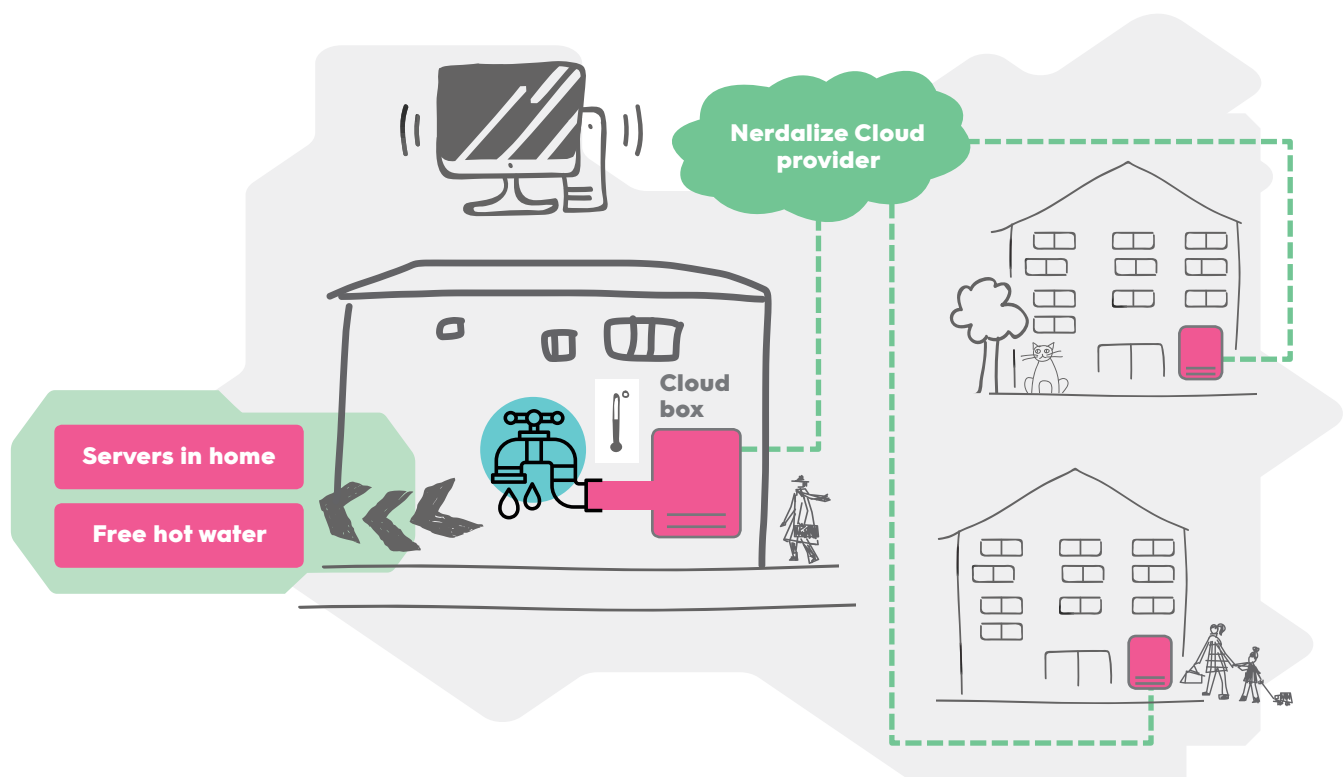 Nerdalize Cloud
provider
Cloud
box
Servers in home
Free hot water